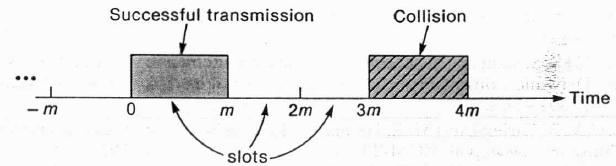 Successful transmission Collision
...
-m 0 m 2m 3m 4m Time
slots